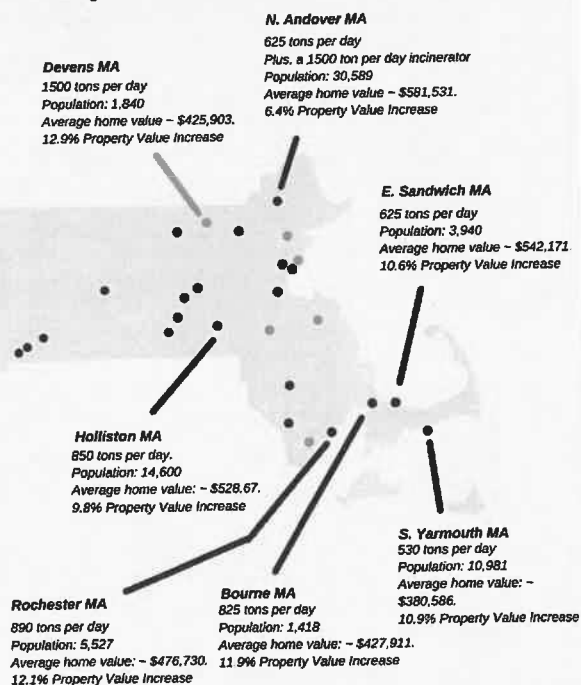 N. Andover MA
625 tons per day
Plus, a 1500 ton per day incinerator
Population: 30,589
Average home value ~ $581,531.
6.4% Property Value Increase
Devens MA
1500 tons per day
Population: 1,840
Average home value ~ $425,903.
12.9% Property Value Increase
E. Sandwich MA
625 tons per day
Population: 3,940
Average home value ~ $542,171
10.6% Property Value Increase
Holliston MA
850 tons per day.
Population: 14,600
Average home value: ~ $528.67.
9.8% Property Value Increase
S. Yarmouth MA
530 tons per day
Population: 10,981
Average home value: ~
$380,586.
10.9% Property Value Increase
Rochester MA
890 tons per day
Population: 5,527
Average home value: ~ $476,730.
12.1% Property Value Increase
Bourne MA
825 tons per day
Population: 1,418
Average home value: ~ $427,911.
11.9% Property Value Increase